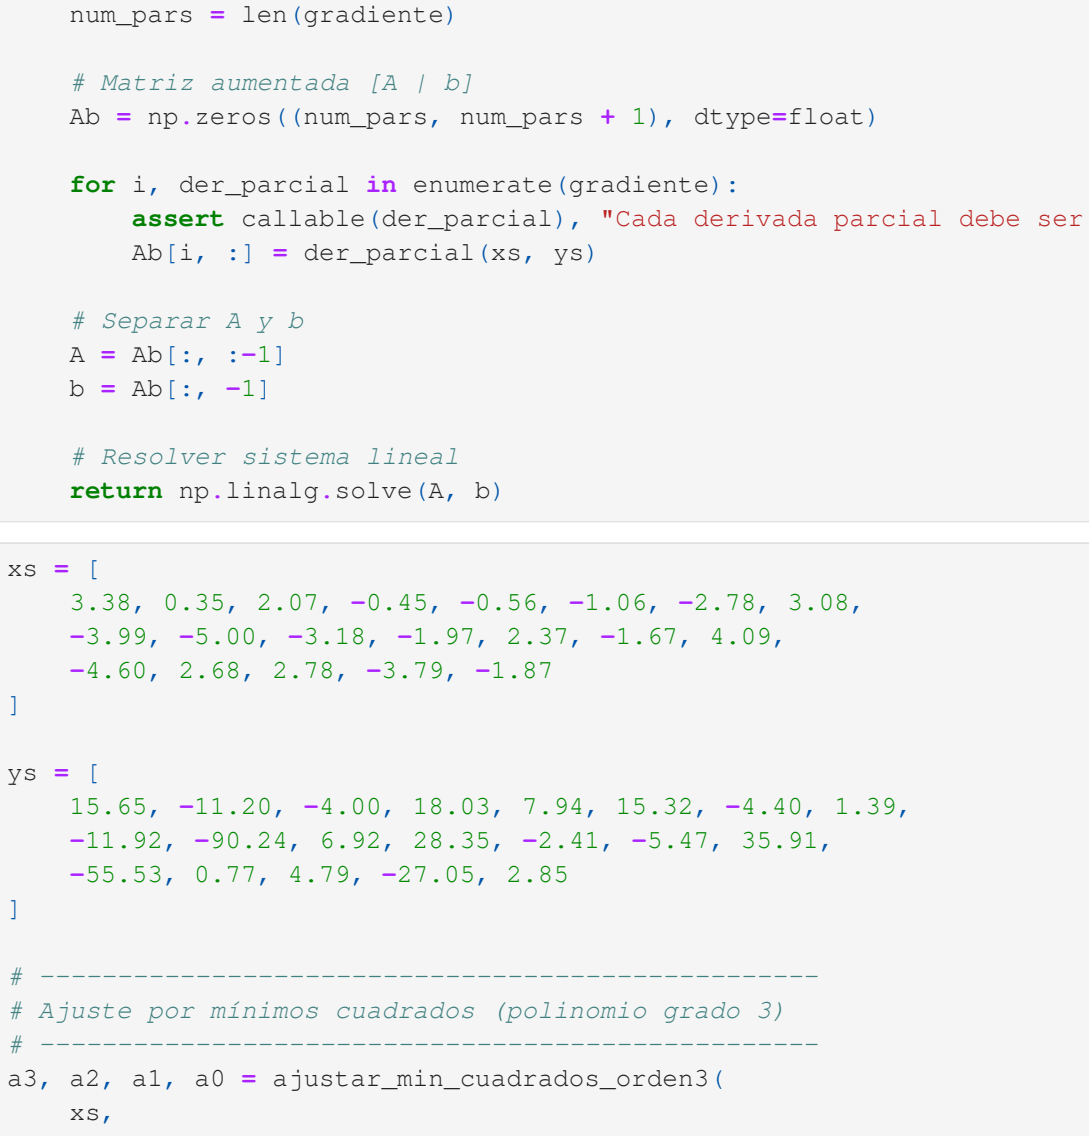 num_pars = len(gradiente)
# Matriz aumentada [A | b]
Ab = np.zeros((num_pars, num_pars + 1), dtype=float)
for i, der_parcial in enumerate(gradiente):
assert callable(der_parcial), "Cada derivada parcial debe ser
Ab[i, :] = der_parcial(xs, ys)
# Separar A y b
A = Ab[:, :-1]
b = Ab[:, -1]
# Resolver sistema lineal
return np.linalg.solve(A, b)
xs = [
3.38, 0.35, 2.07, -0.45, -0.56, -1.06, -2.78, 3.08,
-3.99, -5.00, -3.18, -1.97, 2.37, -1.67, 4.09,
-4.60, 2.68, 2.78, -3.79, -1.87
]
ys = [
15.65, -11.20, -4.00, 18.03, 7.94, 15.32, -4.40, 1.39,
-11.92, -90.24, 6.92, 28.35, -2.41, -5.47, 35.91,
-55.53, 0.77, 4.79, -27.05, 2.85
]
# ----------------------------------------------------
# Ajuste por mínimos cuadrados (polinomio grado 3)
# ----------------------------------------------------
a3, a2, a1, a0 = ajustar_min_cuadrados_orden3(
xs,